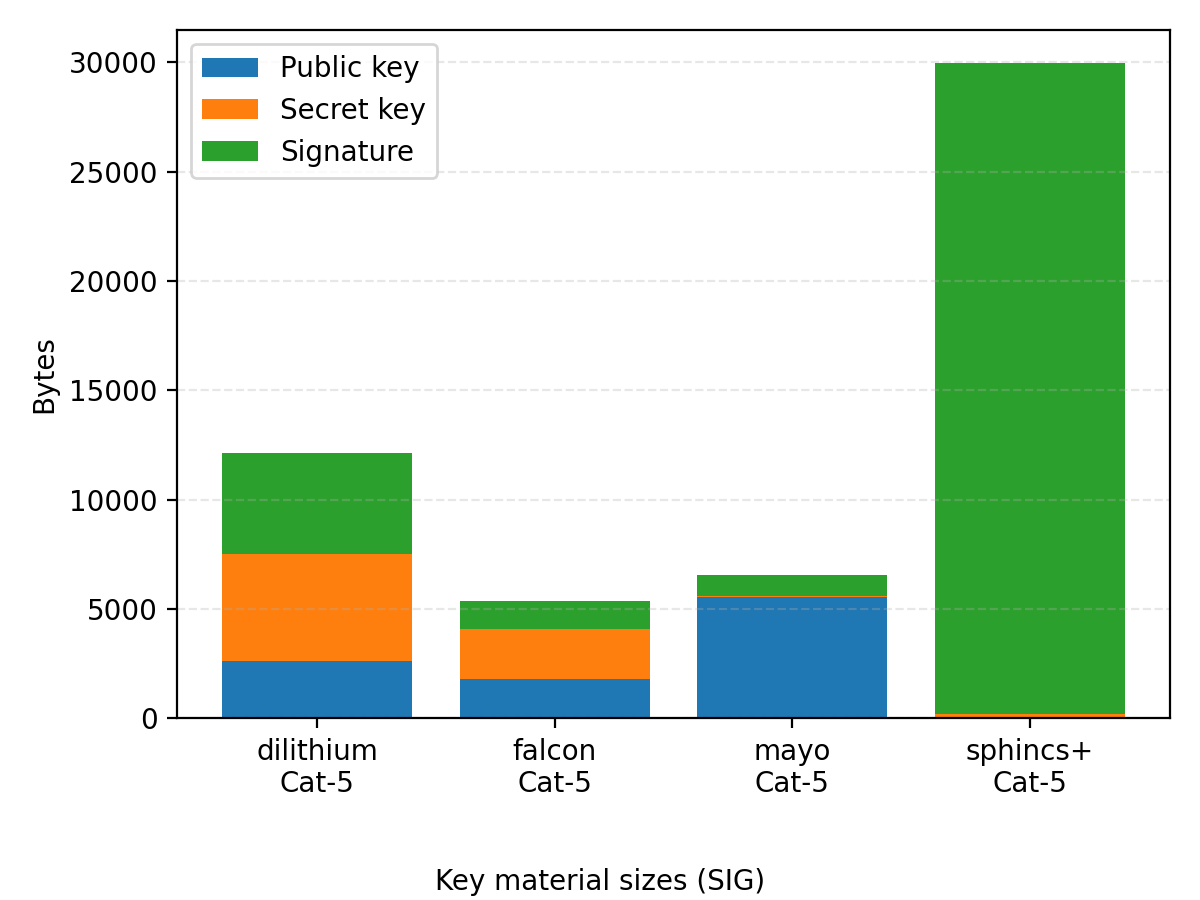 30000
25000
20000
15000
10000
5000
0
Bytes
Public key
Secret key
Signature
dilithium
Cat-5
falcon
Cat-5
mayo
Cat-5
sphincs+
Cat-5
Key material sizes (SIG)